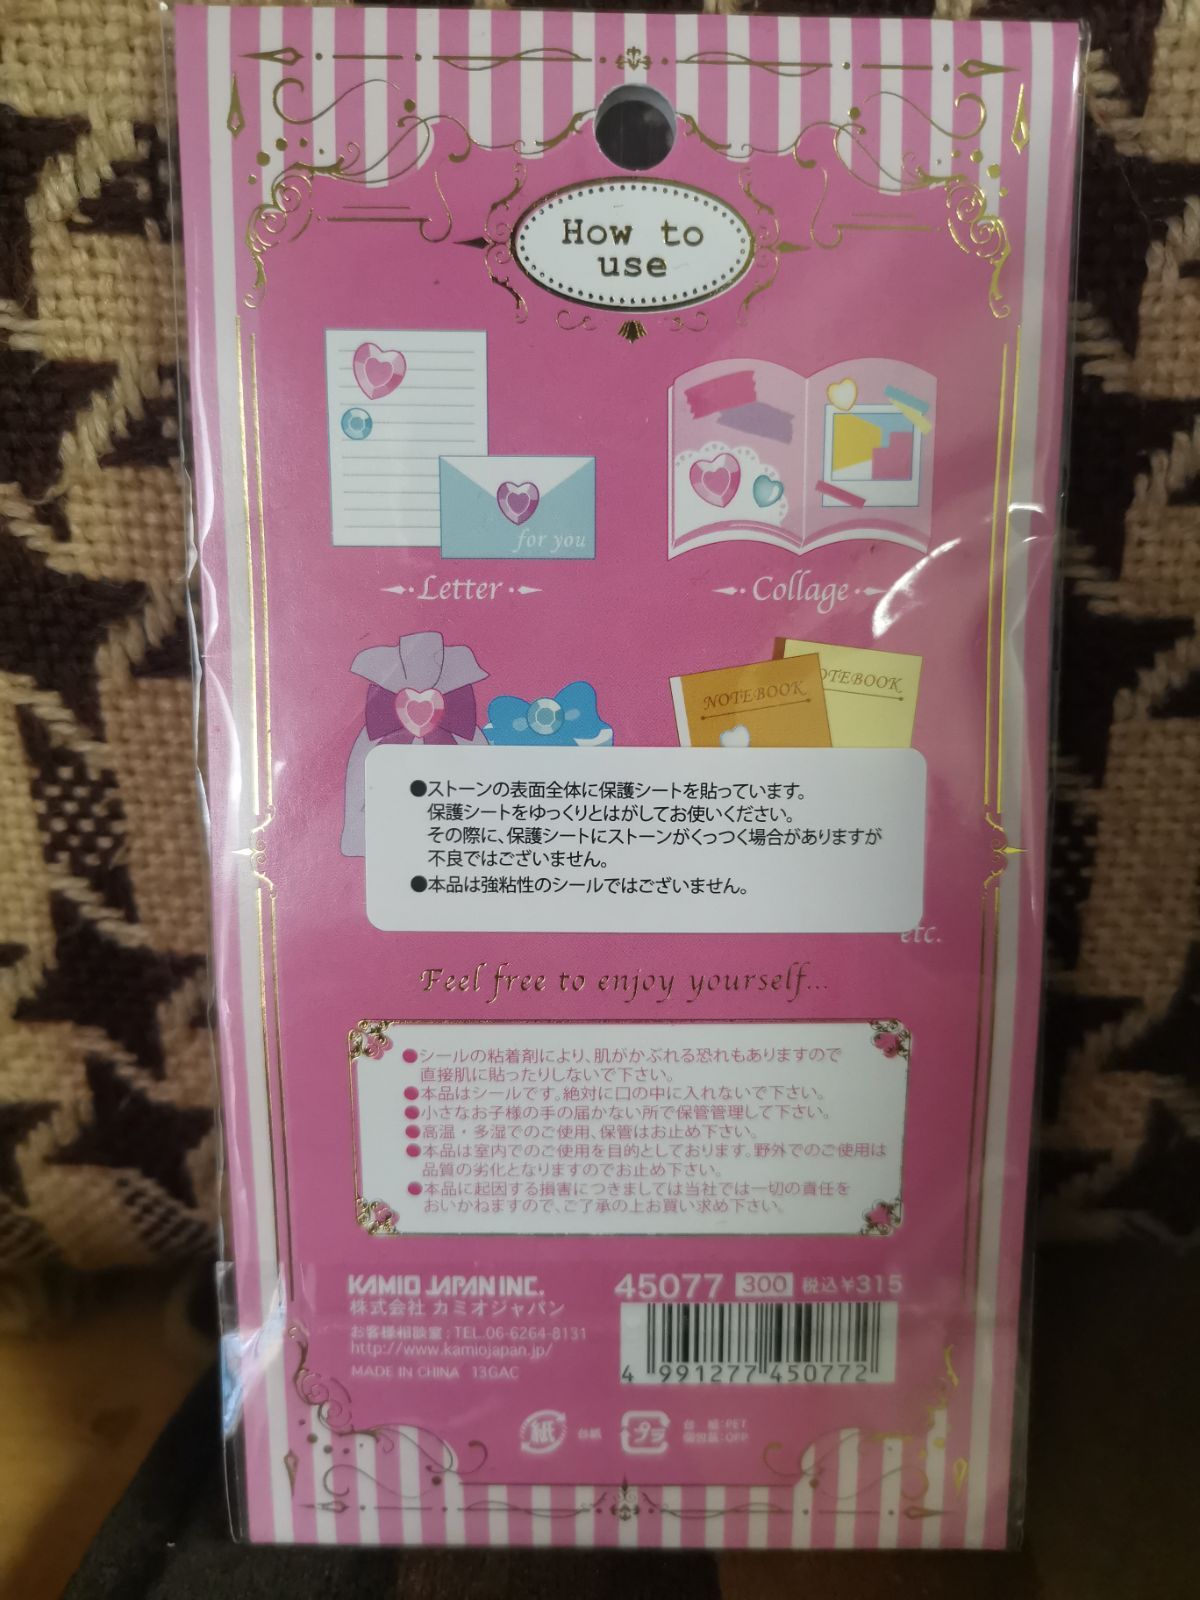 How to
use
for you
Letter
Collage
NOTEBOOK
OTEBOOK
●ストーンの表面全体に保護シートを貼っています。
保護シートをゆっくりとはがしてお使いください。
その際に、保護シートにストーンがくっつく場合がありますが
不良ではございません。
●本品は強粘性のシールではございません。
etc.
Feel free to enjoy yourself...
●シールの粘着剤により、肌がかぶれる恐れもありますので
直接肌に貼ったりしないで下さい。
●本品はシールです。絶対に口の中に入れないで下さい。
●小さなお子様の手の届かない所で保管管理して下さい。
●高温・多湿でのご使用、保管はお止め下さい。
●本品は室内でのご使用を目的としております。野外でのご使用は
品質の劣化となりますのでお止め下さい。
●本品に起因する損害につきましては当社では一切の責任を
おいかねますので、ご了承の上お買い求め下さい。
KAMIO JAPAN INC.
株式会社 カミオジャパン
お客様相談室:TEL.06-6264-8131
http://www.kamiojapan.jp/
MADE IN CHINA 13GAC
45077 300 税込¥315
4 991277 450772
紙 台紙
プラ
台紙:PET
個包装:OPP